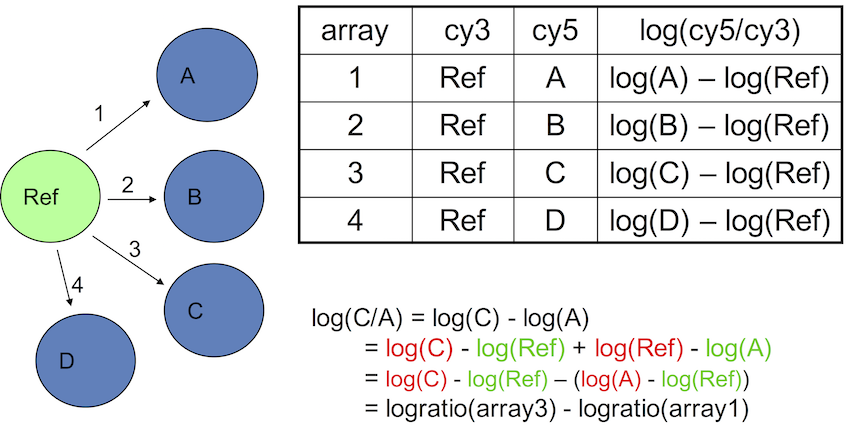 A
1
Ref
2
B
3
4
C
D
array cy3 cy5 log(cy5/cy3)
1 Ref A log(A) – log(Ref)
2 Ref B log(B) – log(Ref)
3 Ref C log(C) – log(Ref)
4 Ref D log(D) – log(Ref)
log(C/A) = log(C) - log(A)
= log(C) - log(Ref) + log(Ref) - log(A)
= log(C) - log(Ref) – (log(A) - log(Ref))
= logratio(array3) - logratio(array1)